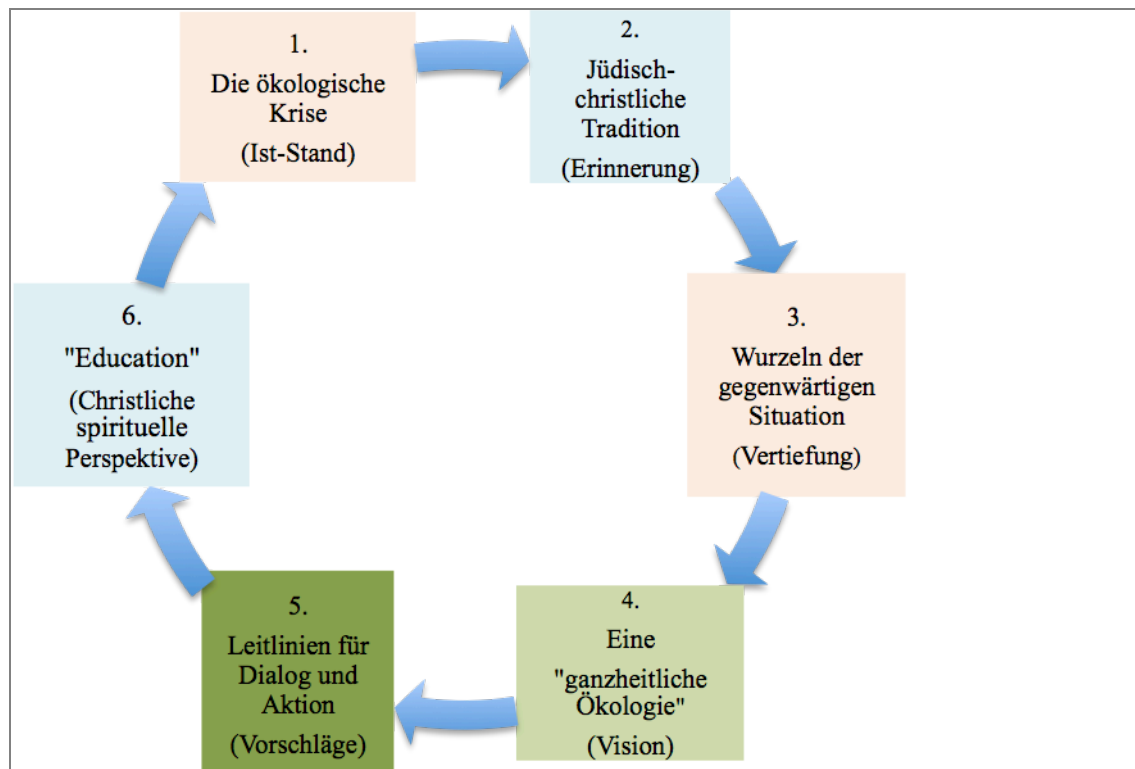 1.
Die ökologische
Krise
(Ist-Stand)
2.
Jüdisch-
christliche
Tradition
(Erinnerung)
3.
Wurzeln der
gegenwärtigen
Situation
(Vertiefung)
4.
Eine
"ganzheitliche
Ökologie"
(Vision)
5.
Leitlinien für
Dialog und
Aktion
(Vorschläge)
6.
"Education"
(Christliche
spirituelle
Perspektive)